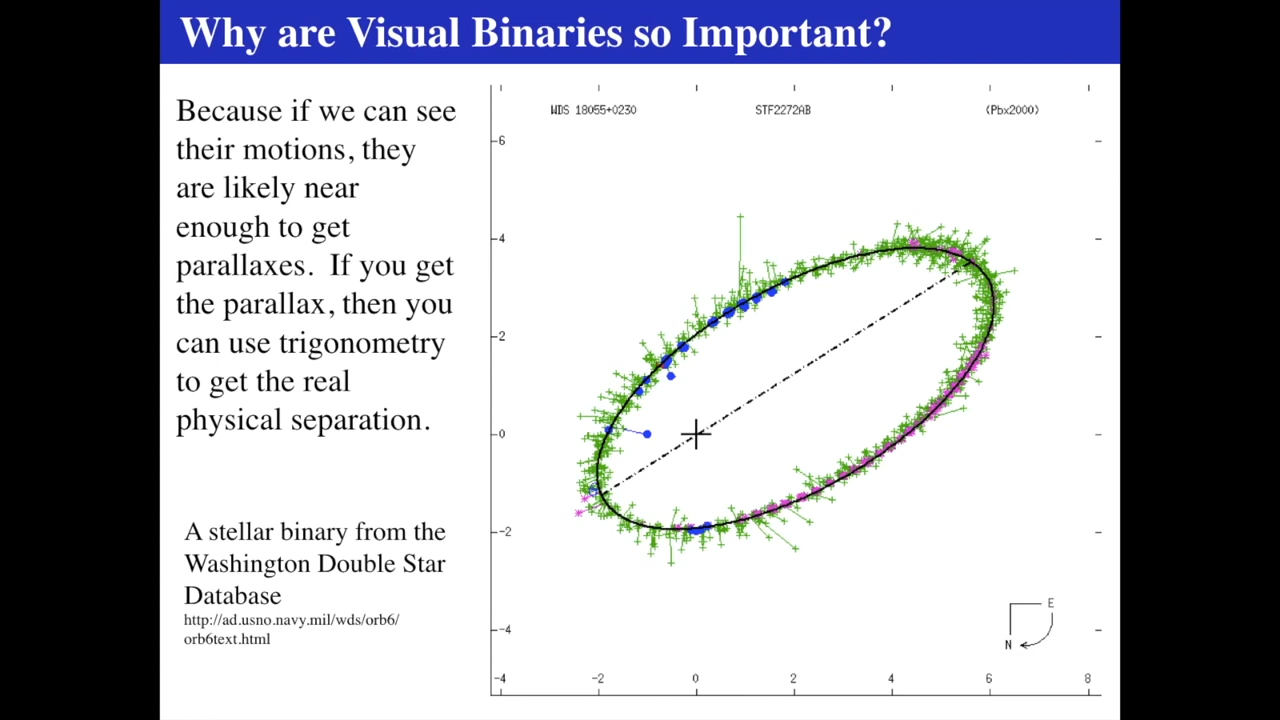 Why are Visual Binaries so Important?
Because if we can see
their motions, they
are likely near
enough to get
parallaxes.  If you get
the parallax, then you
can use trigonometry
to get the real
physical separation.
A stellar binary from the
Washington Double Star
Database
http://ad.usno.navy.mil/wds/orb6/
orb6text.html
WDS 18055+0230 STF2272AB (Pbx2000)
6
4
2
0
-2
-4
E
N
-4 -2 0 2 4 6 8